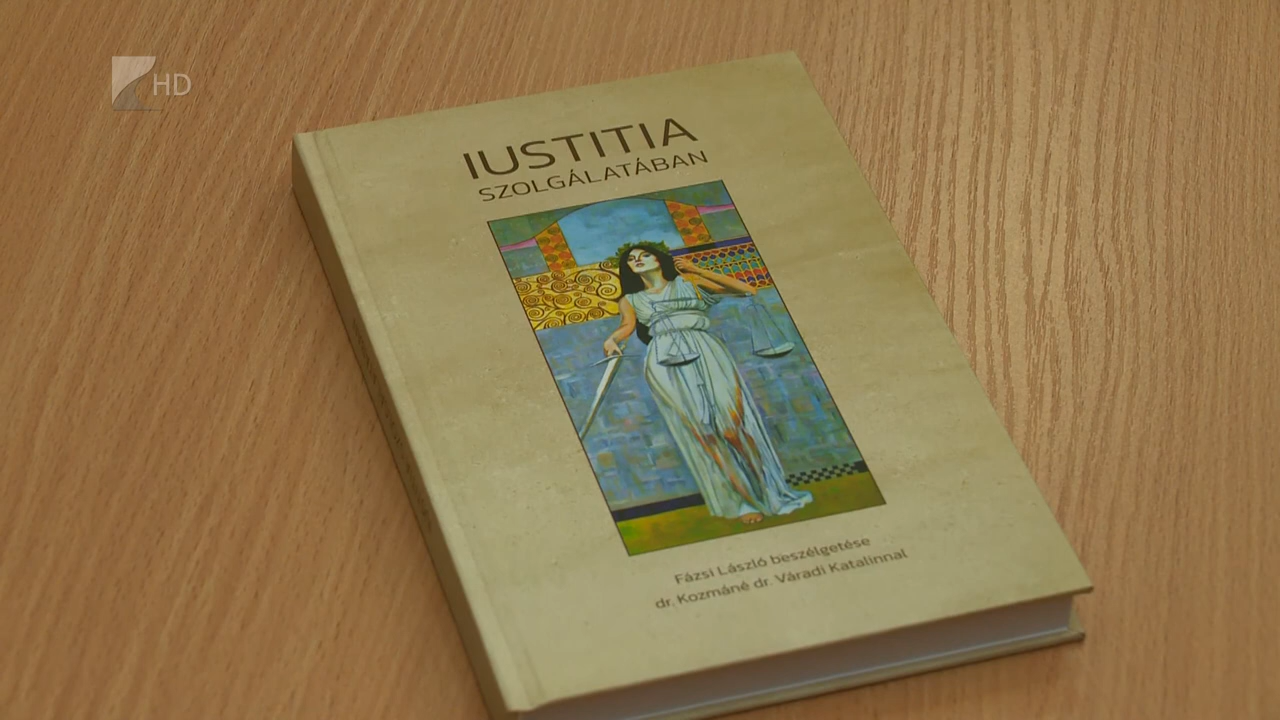 HD
IUSTITIA
SZOLGÁLATÁBAN
Fázsi László beszélgetése
dr. Kozmáné dr. Váradi Katalinnal